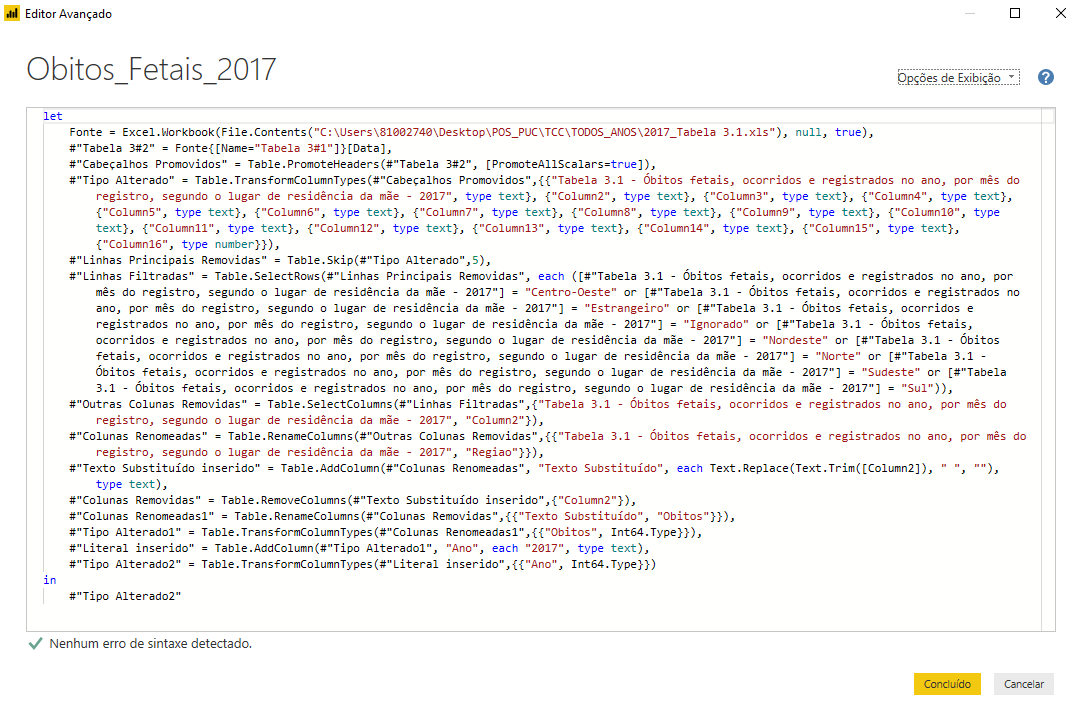 Editor Avançado
Obitos_Fetais_2017
Opções de Exibição
let
Fonte = Excel.Workbook(File.Contents("C:\Users\81002740\Desktop\POS_PUC\TCC\TODOS_ANOS\2017_Tabela 3.1.xls"), null, true),
#"Tabela 3#2" = Fonte{[Name="Tabela 3#1"]}[Data],
#"Cabeçalhos Promovidos" = Table.PromoteHeaders(#"Tabela 3#2", [PromoteAllScalars=true]),
#"Tipo Alterado" = Table.TransformColumnTypes(#"Cabeçalhos Promovidos",{{"Tabela 3.1 - Óbitos fetais, ocorridos e registrados no ano, por mês do
registro, segundo o lugar de residência da mãe - 2017", type text}, {"Column2", type text}, {"Column3", type text}, {"Column4", type text},
{"Column5", type text}, {"Column6", type text}, {"Column7", type text}, {"Column8", type text}, {"Column9", type text}, {"Column10", type
text}, {"Column11", type text}, {"Column12", type text}, {"Column13", type text}, {"Column14", type text}, {"Column15", type text},
{"Column16", type number}}),
#"Linhas Principais Removidas" = Table.Skip(#"Tipo Alterado",5),
#"Linhas Filtradas" = Table.SelectRows(#"Linhas Principais Removidas", each ([#"Tabela 3.1 - Óbitos fetais, ocorridos e registrados no ano, por
mês do registro, segundo o lugar de residência da mãe - 2017"] = "Centro-Oeste" or [#"Tabela 3.1 - Óbitos fetais, ocorridos e registrados no
ano, por mês do registro, segundo o lugar de residência da mãe - 2017"] = "Estrangeiro" or [#"Tabela 3.1 - Óbitos fetais, ocorridos e
registrados no ano, por mês do registro, segundo o lugar de residência da mãe - 2017"] = "Ignorado" or [#"Tabela 3.1 - Óbitos fetais,
ocorridos e registrados no ano, por mês do registro, segundo o lugar de residência da mãe - 2017"] = "Nordeste" or [#"Tabela 3.1 - Óbitos
fetais, ocorridos e registrados no ano, por mês do registro, segundo o lugar de residência da mãe - 2017"] = "Norte" or [#"Tabela 3.1 -
Óbitos fetais, ocorridos e registrados no ano, por mês do registro, segundo o lugar de residência da mãe - 2017"] = "Sudeste" or [#"Tabela
3.1 - Óbitos fetais, ocorridos e registrados no ano, por mês do registro, segundo o lugar de residência da mãe - 2017"] = "Sul")),
#"Outras Colunas Removidas" = Table.SelectColumns(#"Linhas Filtradas",{"Tabela 3.1 - Óbitos fetais, ocorridos e registrados no ano, por mês do
registro, segundo o lugar de residência da mãe - 2017", "Column2"}),
#"Colunas Renomeadas" = Table.RenameColumns(#"Outras Colunas Removidas",{{"Tabela 3.1 - Óbitos fetais, ocorridos e registrados no ano, por mês do
registro, segundo o lugar de residência da mãe - 2017", "Regiao"}}),
#"Texto Substituído inserido" = Table.AddColumn(#"Colunas Renomeadas", "Texto Substituído", each Text.Replace(Text.Trim([Column2]), " ", ""),
type text),
#"Colunas Removidas" = Table.RemoveColumns(#"Texto Substituído inserido",{"Column2"}),
#"Colunas Renomeadas1" = Table.RenameColumns(#"Colunas Removidas",{{"Texto Substituído", "Obitos"}}),
#"Tipo Alterado1" = Table.TransformColumnTypes(#"Colunas Renomeadas1",{{"Obitos", Int64.Type}}),
#"Literal inserido" = Table.AddColumn(#"Tipo Alterado1", "Ano", each "2017", type text),
#"Tipo Alterado2" = Table.TransformColumnTypes(#"Literal inserido",{{"Ano", Int64.Type}})
in
#"Tipo Alterado2"
Nenhum erro de sintaxe detectado.
Concluído
Cancelar